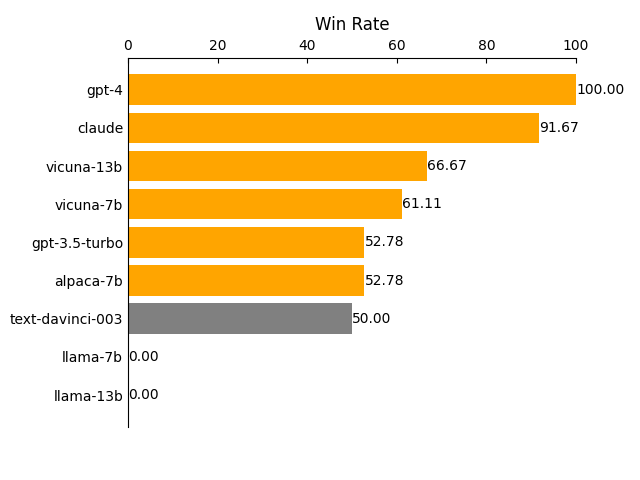 Win Rate
0 20 40 60 80 100
gpt-4 100.00
claude 91.67
vicuna-13b 66.67
vicuna-7b 61.11
gpt-3.5-turbo 52.78
alpaca-7b 52.78
text-davinci-003 50.00
llama-7b 0.00
llama-13b 0.00